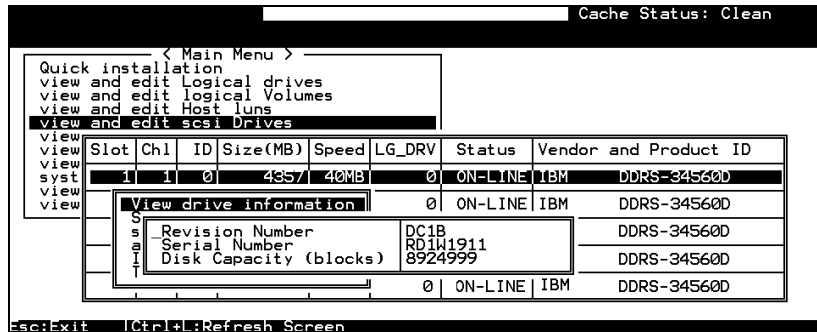 Cache Status: Clean
< Main Menu >
Quick installation
view and edit Logical drives
view and edit logical Volumes
view and edit Host luns
view and edit scsi Drives
view
view Slot Chl ID Size(MB) Speed LG_DRV Status Vendor and Product ID
view
syst 1 1 0 4357 40MB 0 ON-LINE IBM DDRS-34560D
view
view View drive information 0 ON-LINE IBM DDRS-34560D
S
s Revision Number DC1B DDRS-34560D
a Serial Number RD1W1911
I Disk Capacity (blocks) 8924999 DDRS-34560D
T
0 ON-LINE IBM DDRS-34560D
Esc:Exit |Ctrl+L:Refresh Screen